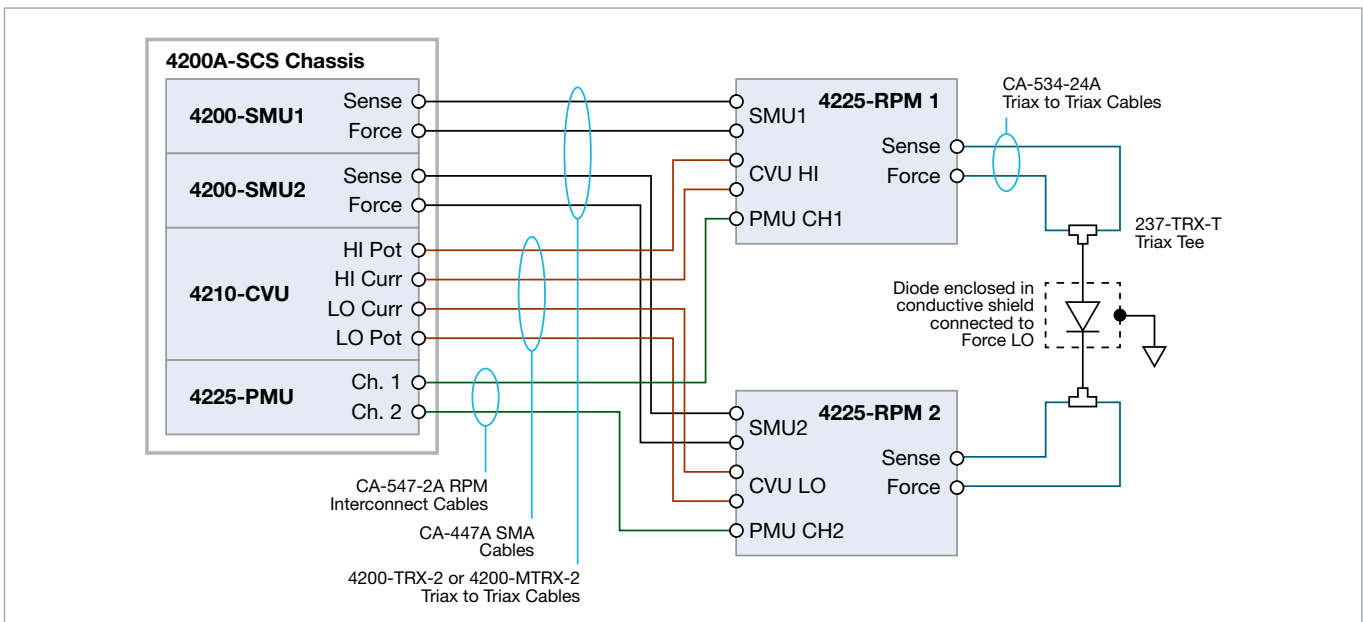 4200A-SCS Chassis
4200-SMU1
Sense
Force
4200-SMU2
Sense
Force
4210-CVU
HI Pot
HI Curr
LO Curr
LO Pot
4225-PMU
Ch. 1
Ch. 2
CA-547-2A RPM
Interconnect Cables
CA-447A SMA
Cables
4200-TRX-2 or 4200-MTRX-2
Triax to Triax Cables
4225-RPM 1
SMU1
CVU HI
PMU CH1
Sense
Force
CA-534-24A
Triax to Triax Cables
237-TRX-T
Triax Tee
Diode enclosed in
conductive shield
connected to
Force LO
4225-RPM 2
SMU2
CVU LO
PMU CH2
Sense
Force